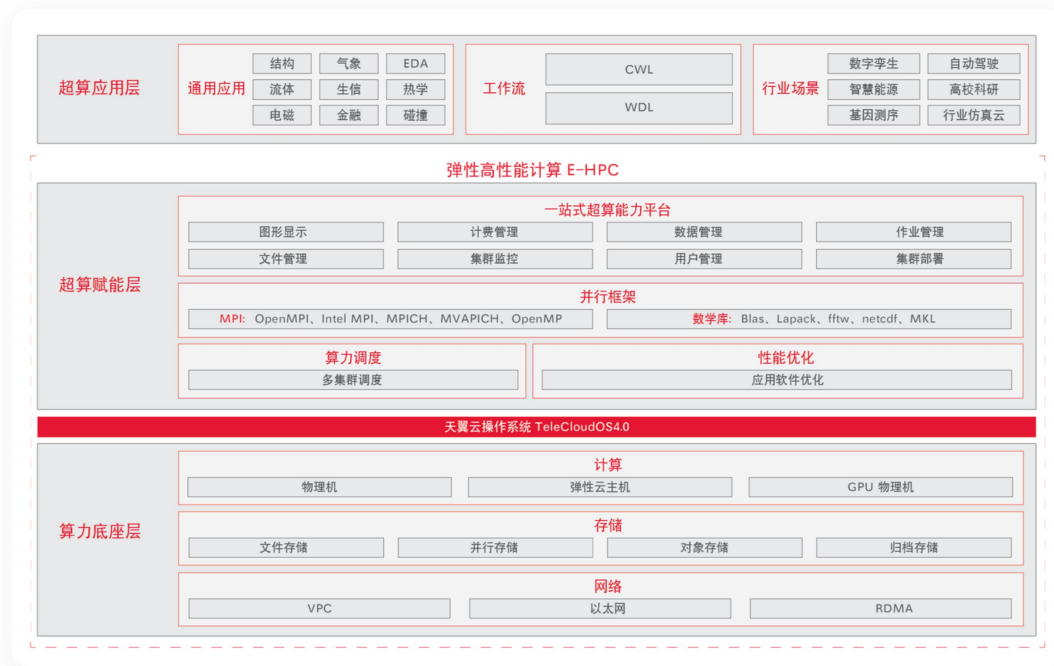 超算应用层
通用应用
结构 气象 EDA
流体 生信 热学
电磁 金融 碰撞
工作流
CWL
WDL
行业场景
数字孪生 自动驾驶
智慧能源 高校科研
基因测序 行业仿真云
弹性高性能计算 E-HPC
超算赋能层
一站式超算能力平台
图形显示 计费管理 数据管理 作业管理
文件管理 集群监控 用户管理 集群部署
并行框架
MPI: OpenMPI、Intel MPI、MPICH、MVAPICH、OpenMP
数学库: Blas、Lapack、fftw、netcdf、MKL
算力调度
多集群调度
性能优化
应用软件优化
天翼云操作系统 TeleCloudOS4.0
算力底座层
计算
物理机 弹性云主机 GPU 物理机
存储
文件存储 并行存储 对象存储 归档存储
网络
VPC 以太网 RDMA